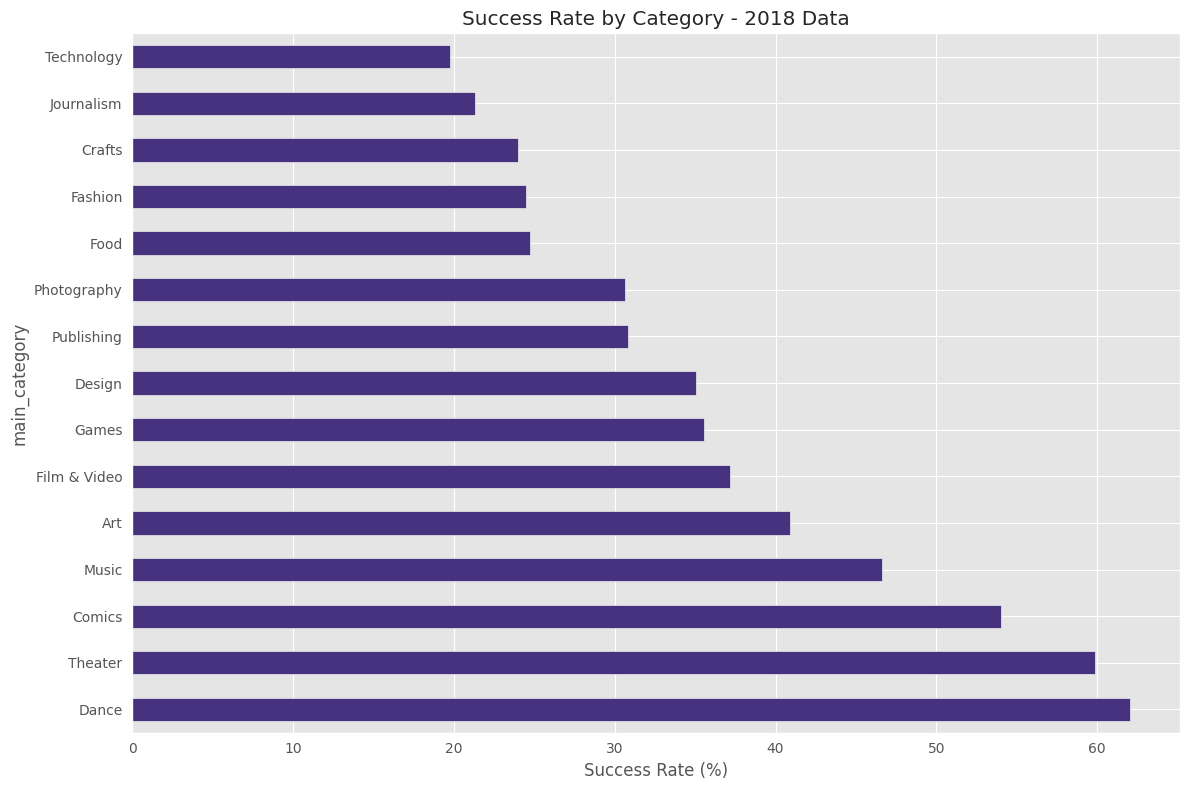 Success Rate by Category - 2018 Data
main_category
Technology
Journalism
Crafts
Fashion
Food
Photography
Publishing
Design
Games
Film & Video
Art
Music
Comics
Theater
Dance
0 10 20 30 40 50 60
Success Rate (%)